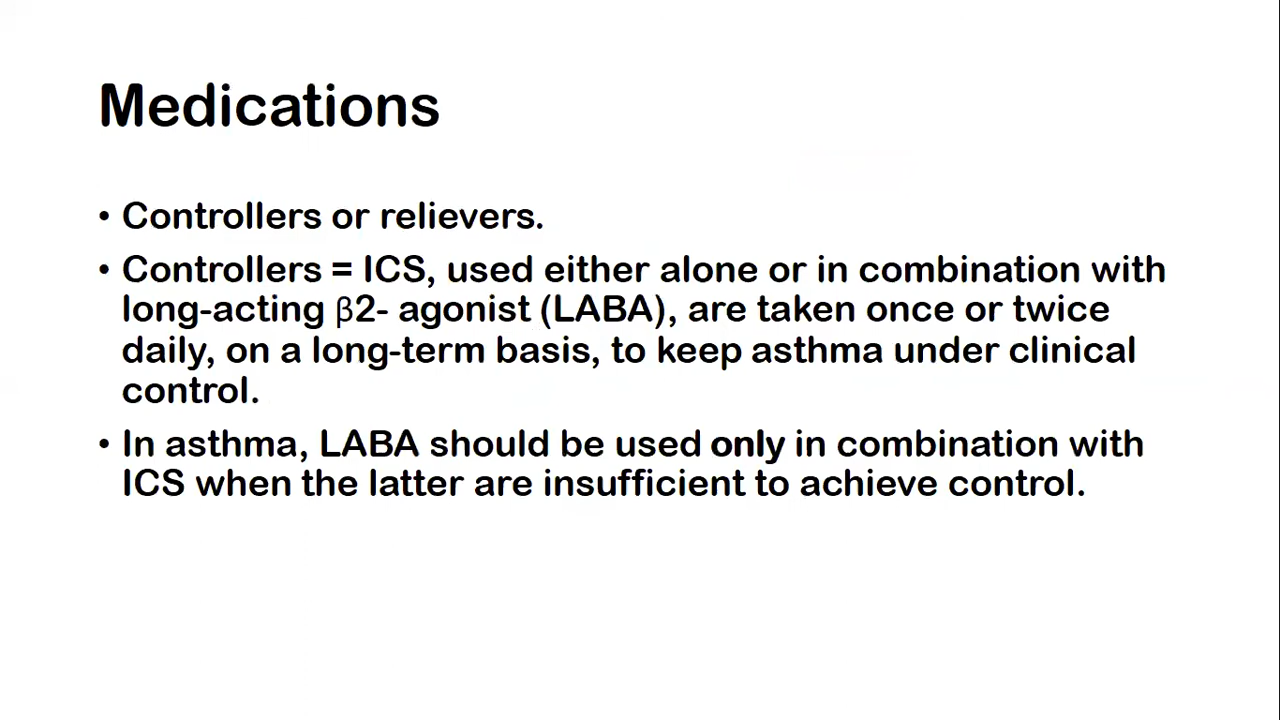 Medications
• Controllers or relievers.
• Controllers = ICS, used either alone or in combination with
long-acting β2- agonist (LABA), are taken once or twice
daily, on a long-term basis, to keep asthma under clinical
control.
• In asthma, LABA should be used only in combination with
ICS when the latter are insufficient to achieve control.